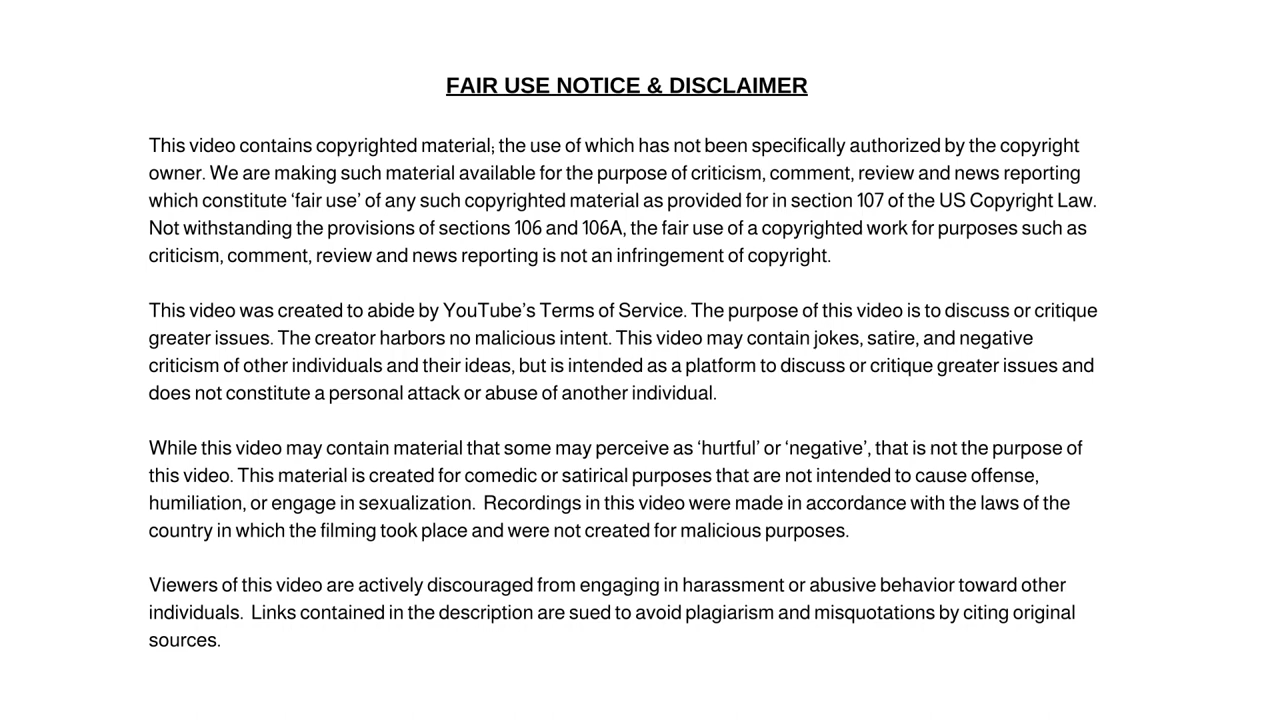 FAIR USE NOTICE & DISCLAIMER
This video contains copyrighted material; the use of which has not been specifically authorized by the copyright
owner. We are making such material available for the purpose of criticism, comment, review and news reporting
which constitute ‘fair use’ of any such copyrighted material as provided for in section 107 of the US Copyright Law.
Not withstanding the provisions of sections 106 and 106A, the fair use of a copyrighted work for purposes such as
criticism, comment, review and news reporting is not an infringement of copyright.
This video was created to abide by YouTube’s Terms of Service. The purpose of this video is to discuss or critique
greater issues. The creator harbors no malicious intent. This video may contain jokes, satire, and negative
criticism of other individuals and their ideas, but is intended as a platform to discuss or critique greater issues and
does not constitute a personal attack or abuse of another individual.
While this video may contain material that some may perceive as ‘hurtful’ or ‘negative’, that is not the purpose of
this video. This material is created for comedic or satirical purposes that are not intended to cause offense,
humiliation, or engage in sexualization.  Recordings in this video were made in accordance with the laws of the
country in which the filming took place and were not created for malicious purposes.
Viewers of this video are actively discouraged from engaging in harassment or abusive behavior toward other
individuals.  Links contained in the description are sued to avoid plagiarism and misquotations by citing original
sources.